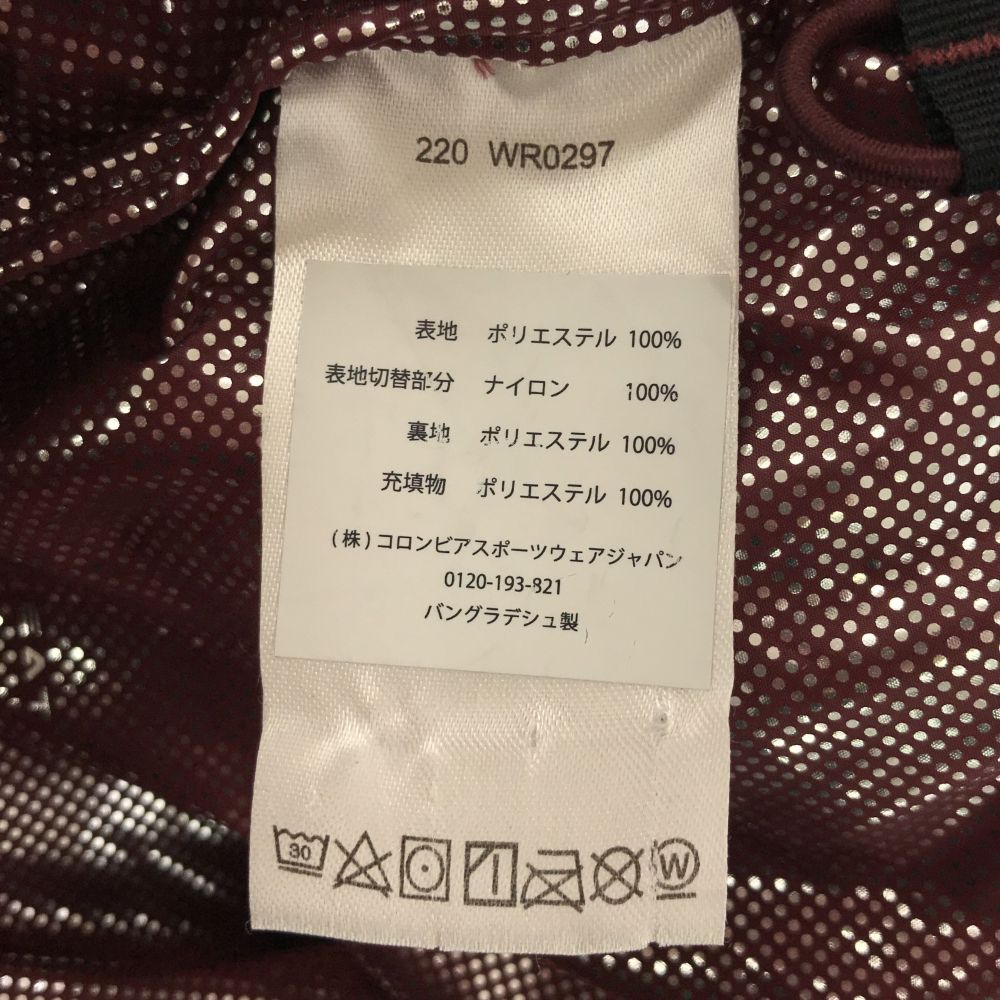 220 WR0297
表地 ポリエステル 100%
表地切替部分 ナイロン 100%
裏地 ポリエステル 100%
充填物 ポリエステル 100%
(株)コロンビアスポーツウェアジャパン
0120-193-821
バングラデシュ製
30 W